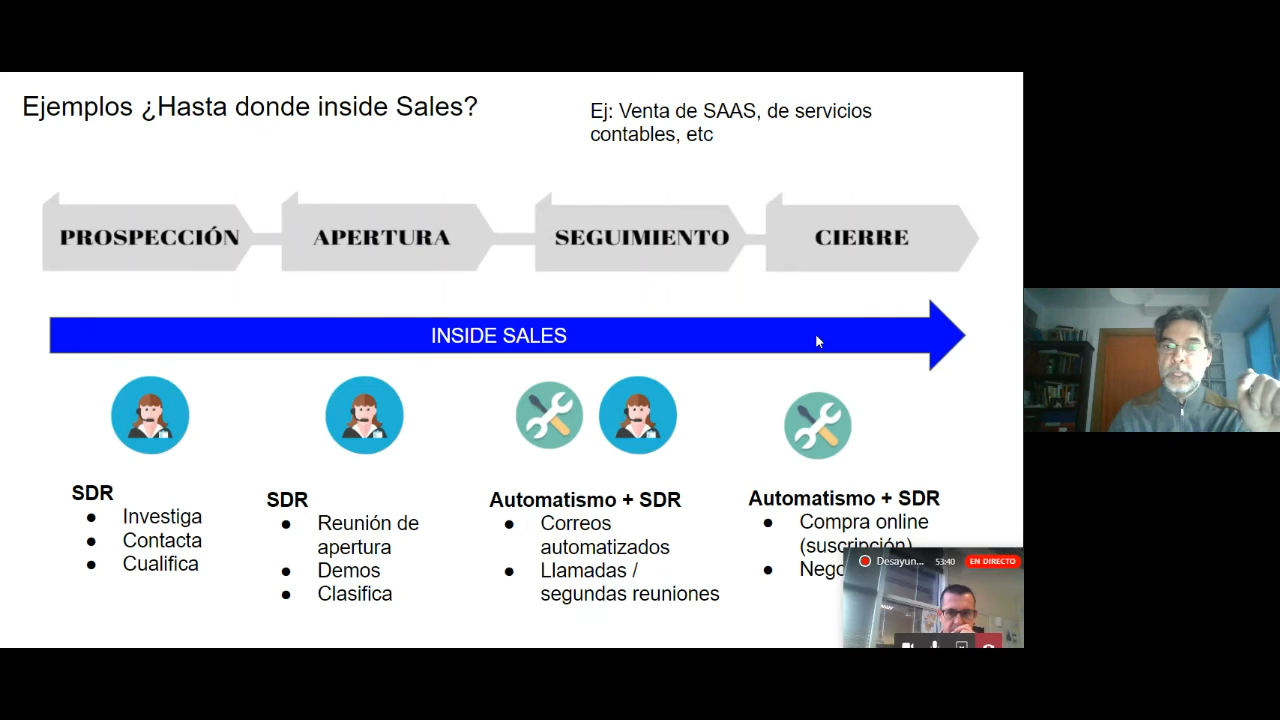 Ejemplos ¿Hasta donde inside Sales?
Ej: Venta de SAAS, de servicios
contables, etc
PROSPECCIÓN
APERTURA
SEGUIMIENTO
CIERRE
INSIDE SALES
SDR
● Investiga
● Contacta
● Cualifica
SDR
● Reunión de
apertura
● Demos
● Clasifica
Automatismo + SDR
● Correos
automatizados
● Llamadas /
segundas reuniones
Automatismo + SDR
● Compra online
(suscripción)
Desayun... 53:40 EN DIRECTO